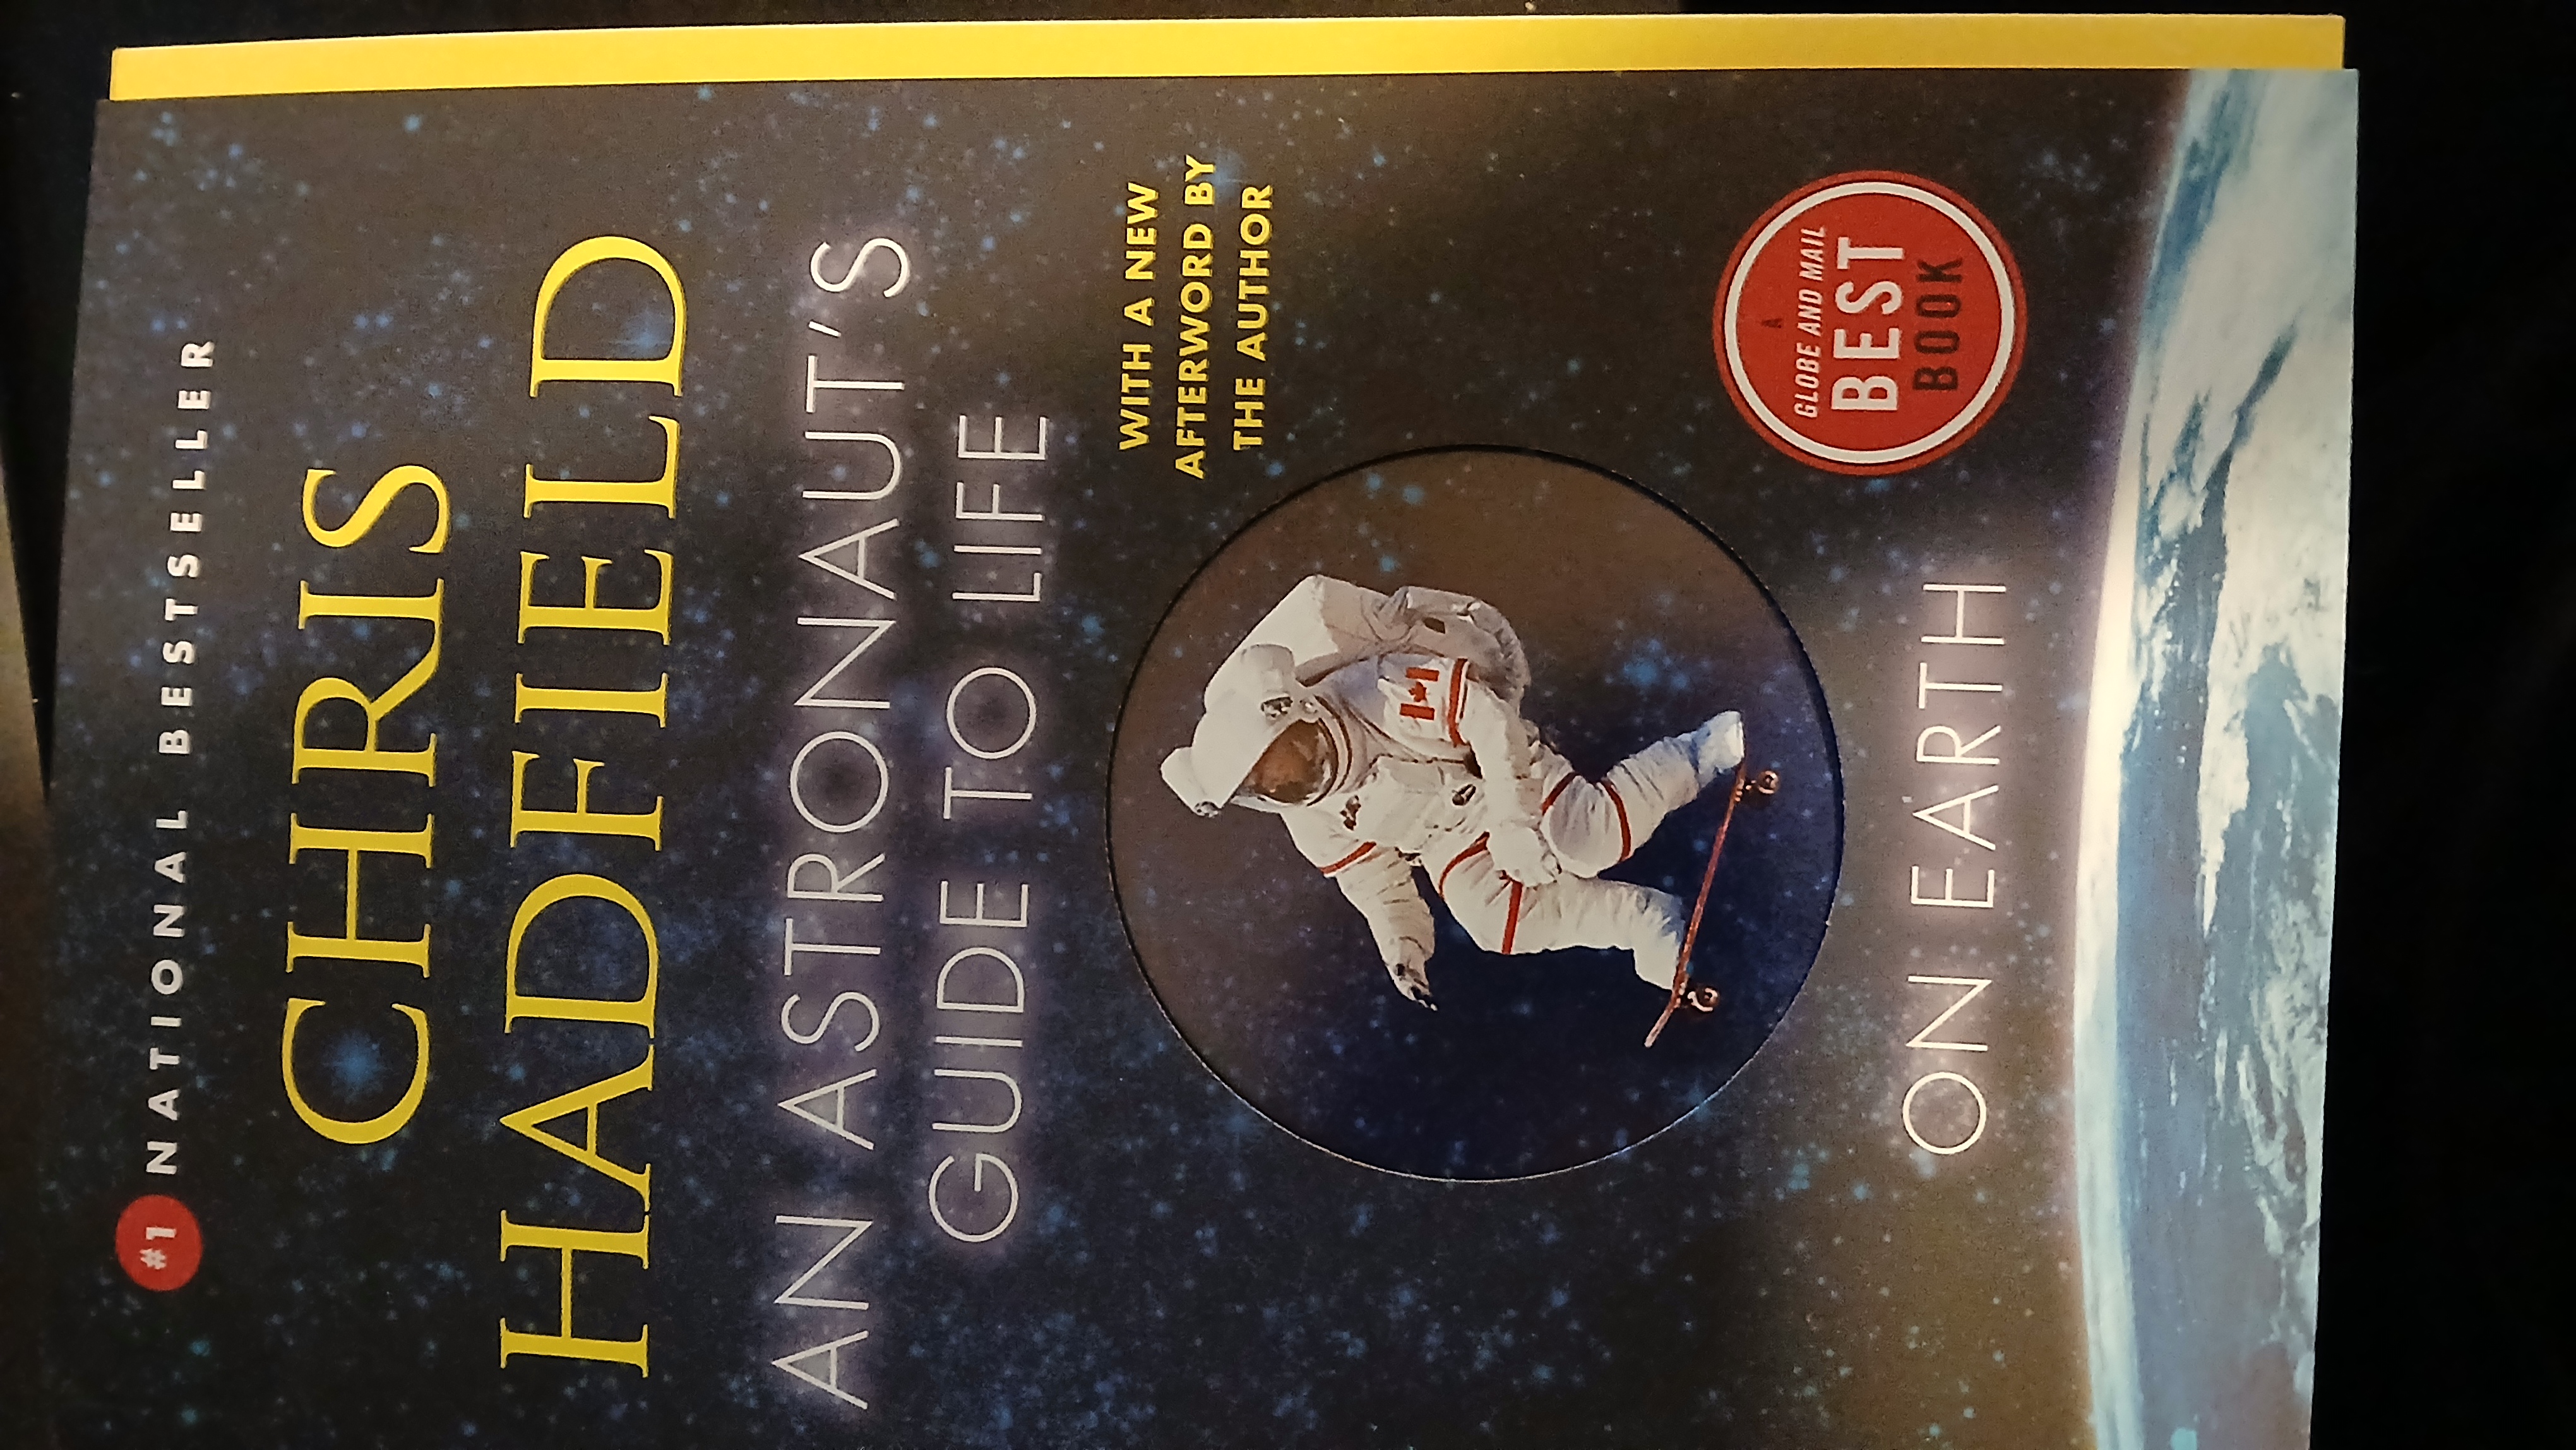 #1 NATIONAL BESTSELLER
CHRIS
HADFIELD
AN ASTRONAUT'S
GUIDE TO LIFE
WITH A NEW
AFTERWORD BY
THE AUTHOR
A
GLOBE AND MAIL
BEST
BOOK
ON EARTH